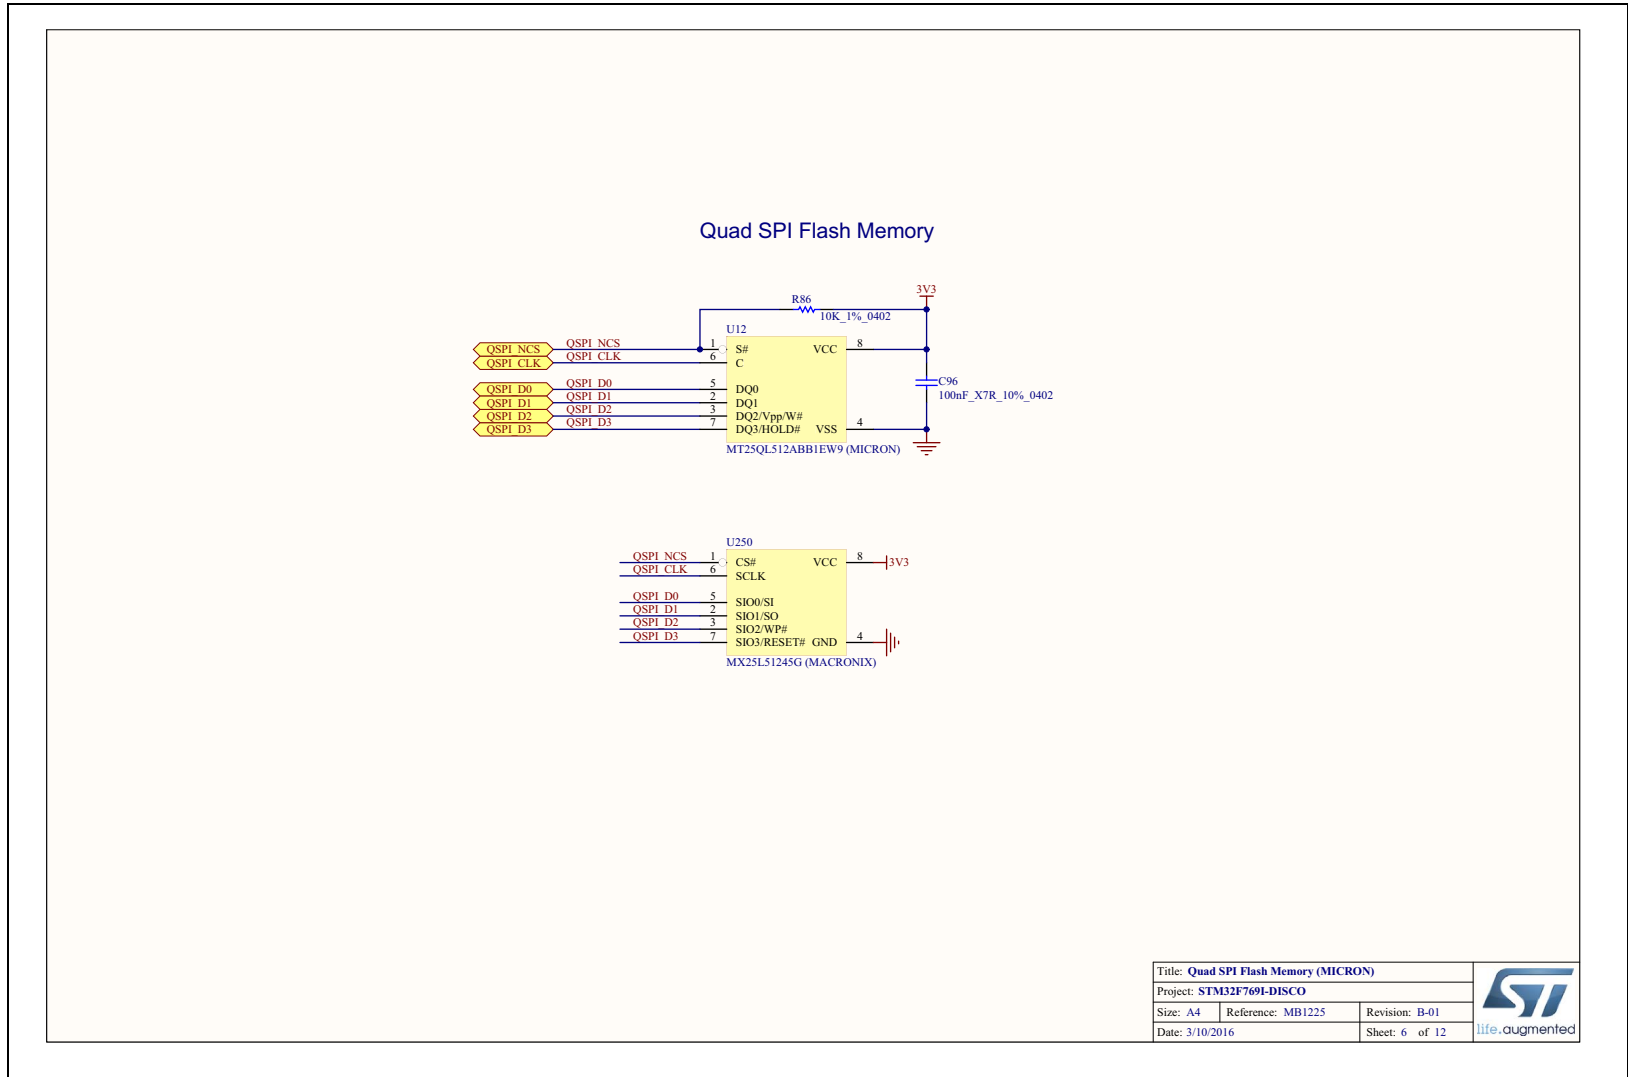 Quad SPI Flash Memory
3V3
R86
10K_1%_0402
U12
QSPI_NCS QSPI_NCS 1 S# VCC 8
QSPI_CLK QSPI_CLK 6 C
C96
QSPI_D0 QSPI_D0 5 DQ0
100nF_X7R_10%_0402
QSPI_D1 QSPI_D1 2 DQ1
QSPI_D2 QSPI_D2 3 DQ2/Vpp/W#
QSPI_D3 QSPI_D3 7 DQ3/HOLD# VSS 4
MT25QL512ABB1EW9 (MICRON)
U250
QSPI_NCS 1 CS# VCC 8 3V3
QSPI_CLK 6 SCLK
QSPI_D0 5 SIO0/SI
QSPI_D1 2 SIO1/SO
QSPI_D2 3 SIO2/WP#
QSPI_D3 7 SIO3/RESET# GND 4
MX25L51245G (MACRONIX)
Title: Quad SPI Flash Memory (MICRON)
Project: STM32F769I-DISCO
Size: A4 Reference: MB1225 Revision: B-01
Date: 3/10/2016 Sheet: 6 of 12
ST
life.augmented